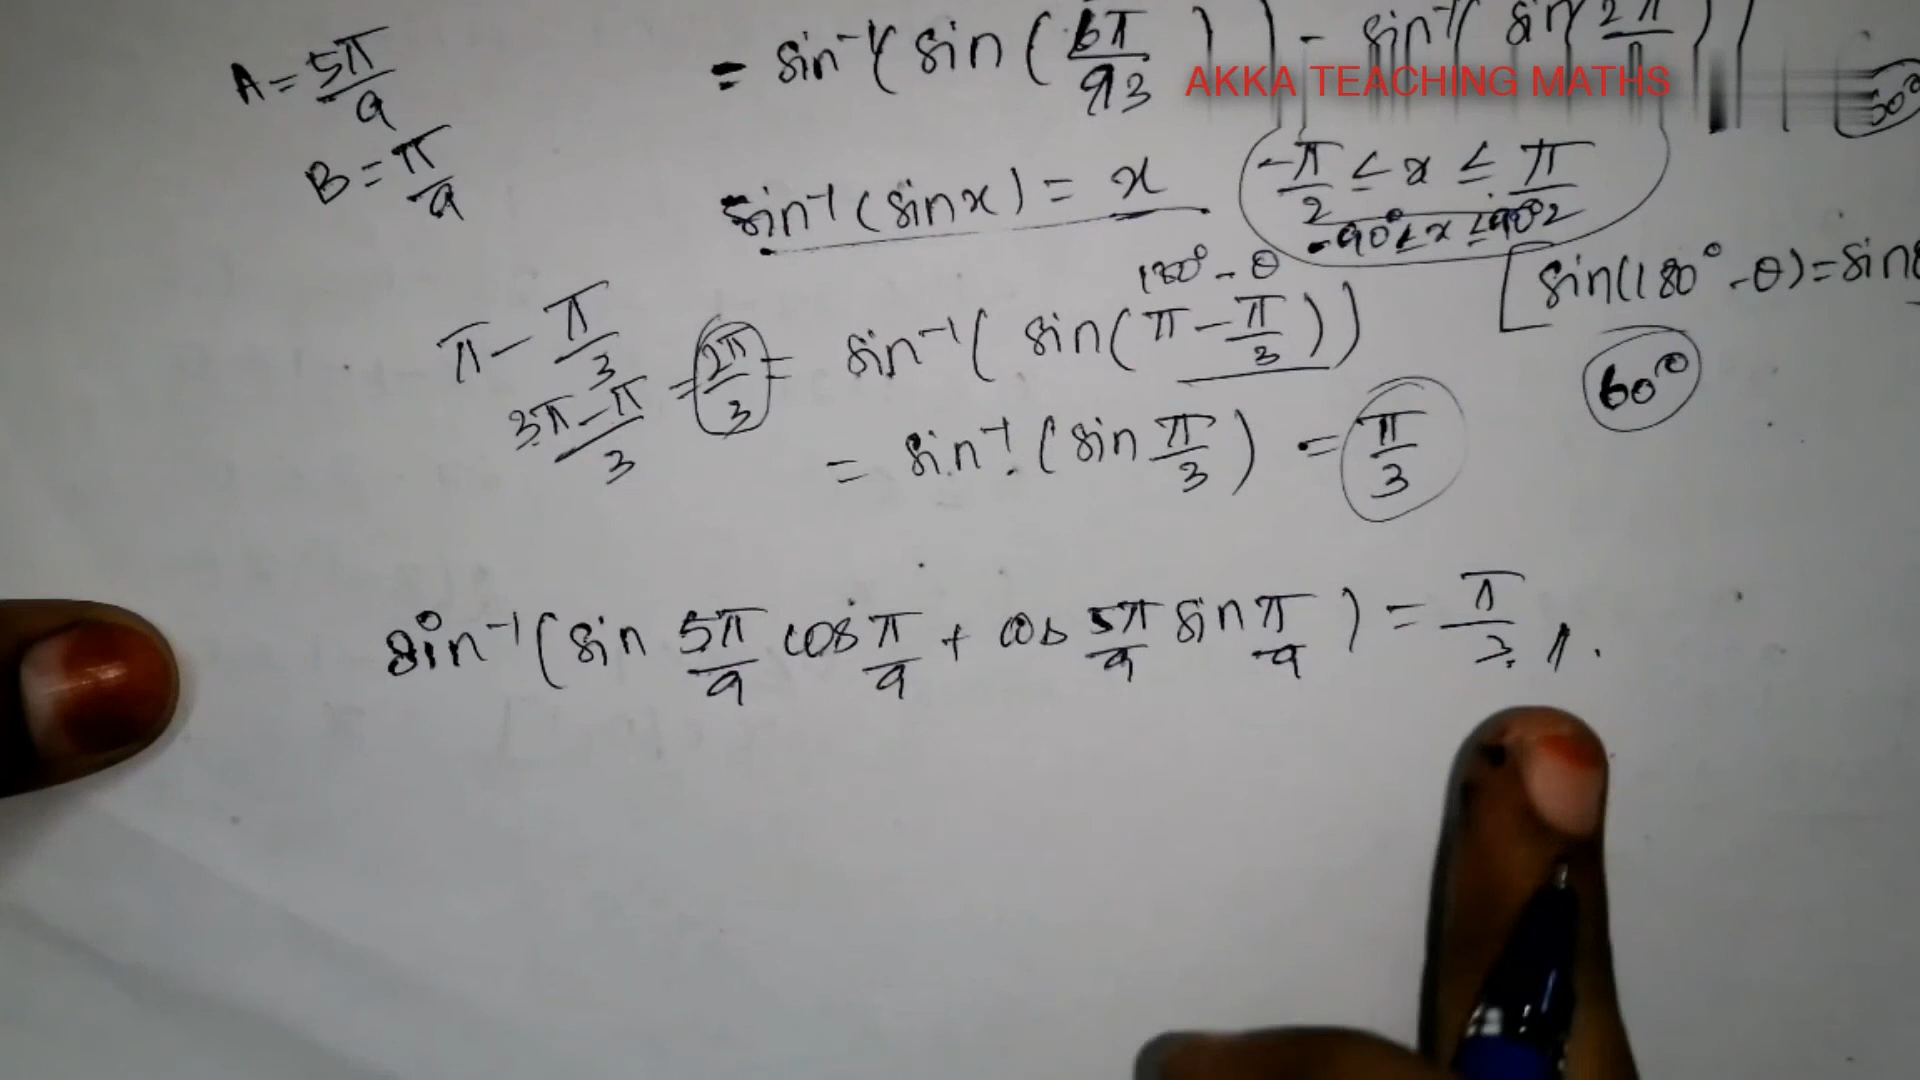 A = 5π/9
= sin⁻¹( sin ( 6π/93 ) ) - sin⁻¹( sin 2π/
AKKA TEACHING MATHS
B = π/9
sin⁻¹ (sin x) = x
-π/2 ≤ x ≤ π/2
-90° ≤ x ≤ 90°
180° - θ
[sin(180° - θ) = sin
π - π/3
= sin⁻¹ ( sin ( π - π/3 ) )
3π - π/3 = 2π/3
60°
= sin⁻¹ ( sin π/3 ) = π/3
sin⁻¹ ( sin 5π/9 cos π/9 + cos 5π/9 sin π/9 ) = π/3 .